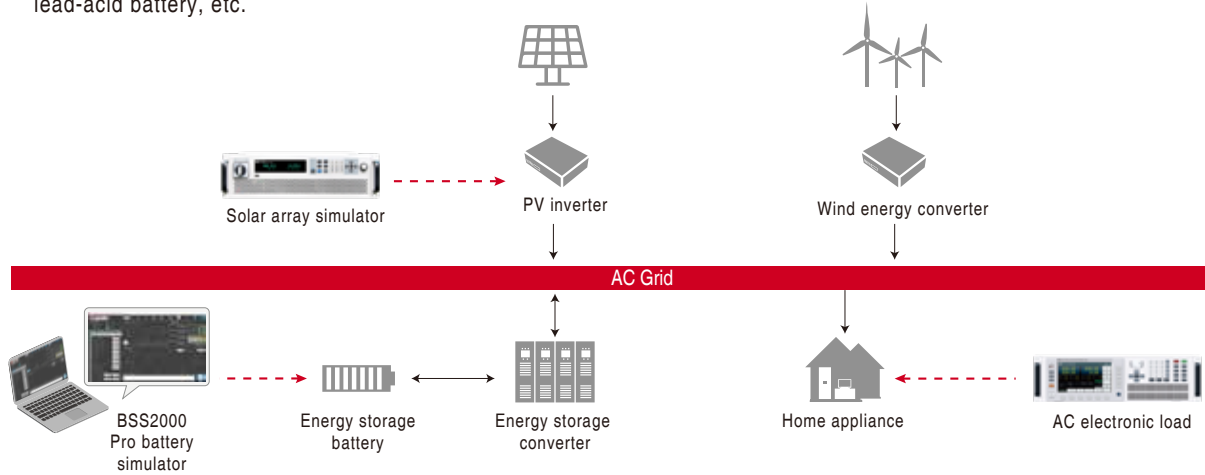 lead-acid battery, etc.
Solar array simulator
PV inverter
Wind energy converter
AC Grid
BSS2000
Pro battery
simulator
Energy storage
battery
Energy storage
converter
Home appliance
AC electronic load